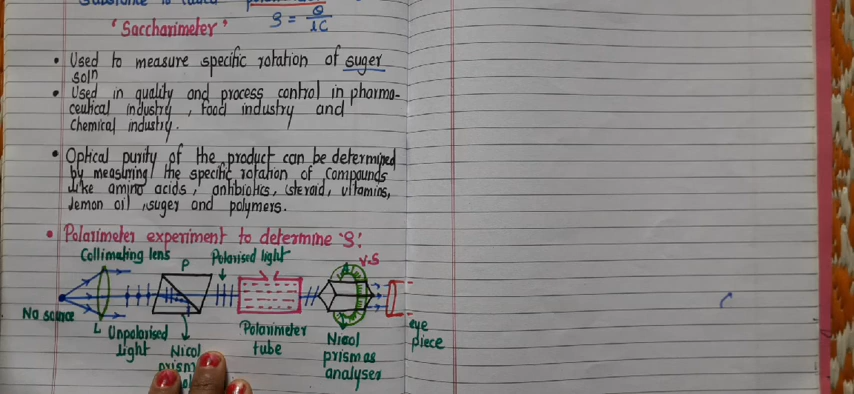 S = θ/lC
'Saccharimeter'
• Used to measure specific rotation of suger
solⁿ
• Used in quality and process control in pharma-
ceutical industry, food industry and
chemical industry.
• Optical purity of the product can be determined
by measuring the specific rotation of compounds
like amino acids, antibiotics, steroid, vitamins,
lemon oil, suger and polymers.
• Polarimeter experiment to determine 'S':
Collimating lens P Polarised light V.S
Na source L Unpolarised light Nicol prism Polarimeter tube Nicol prism as analyser eye piece